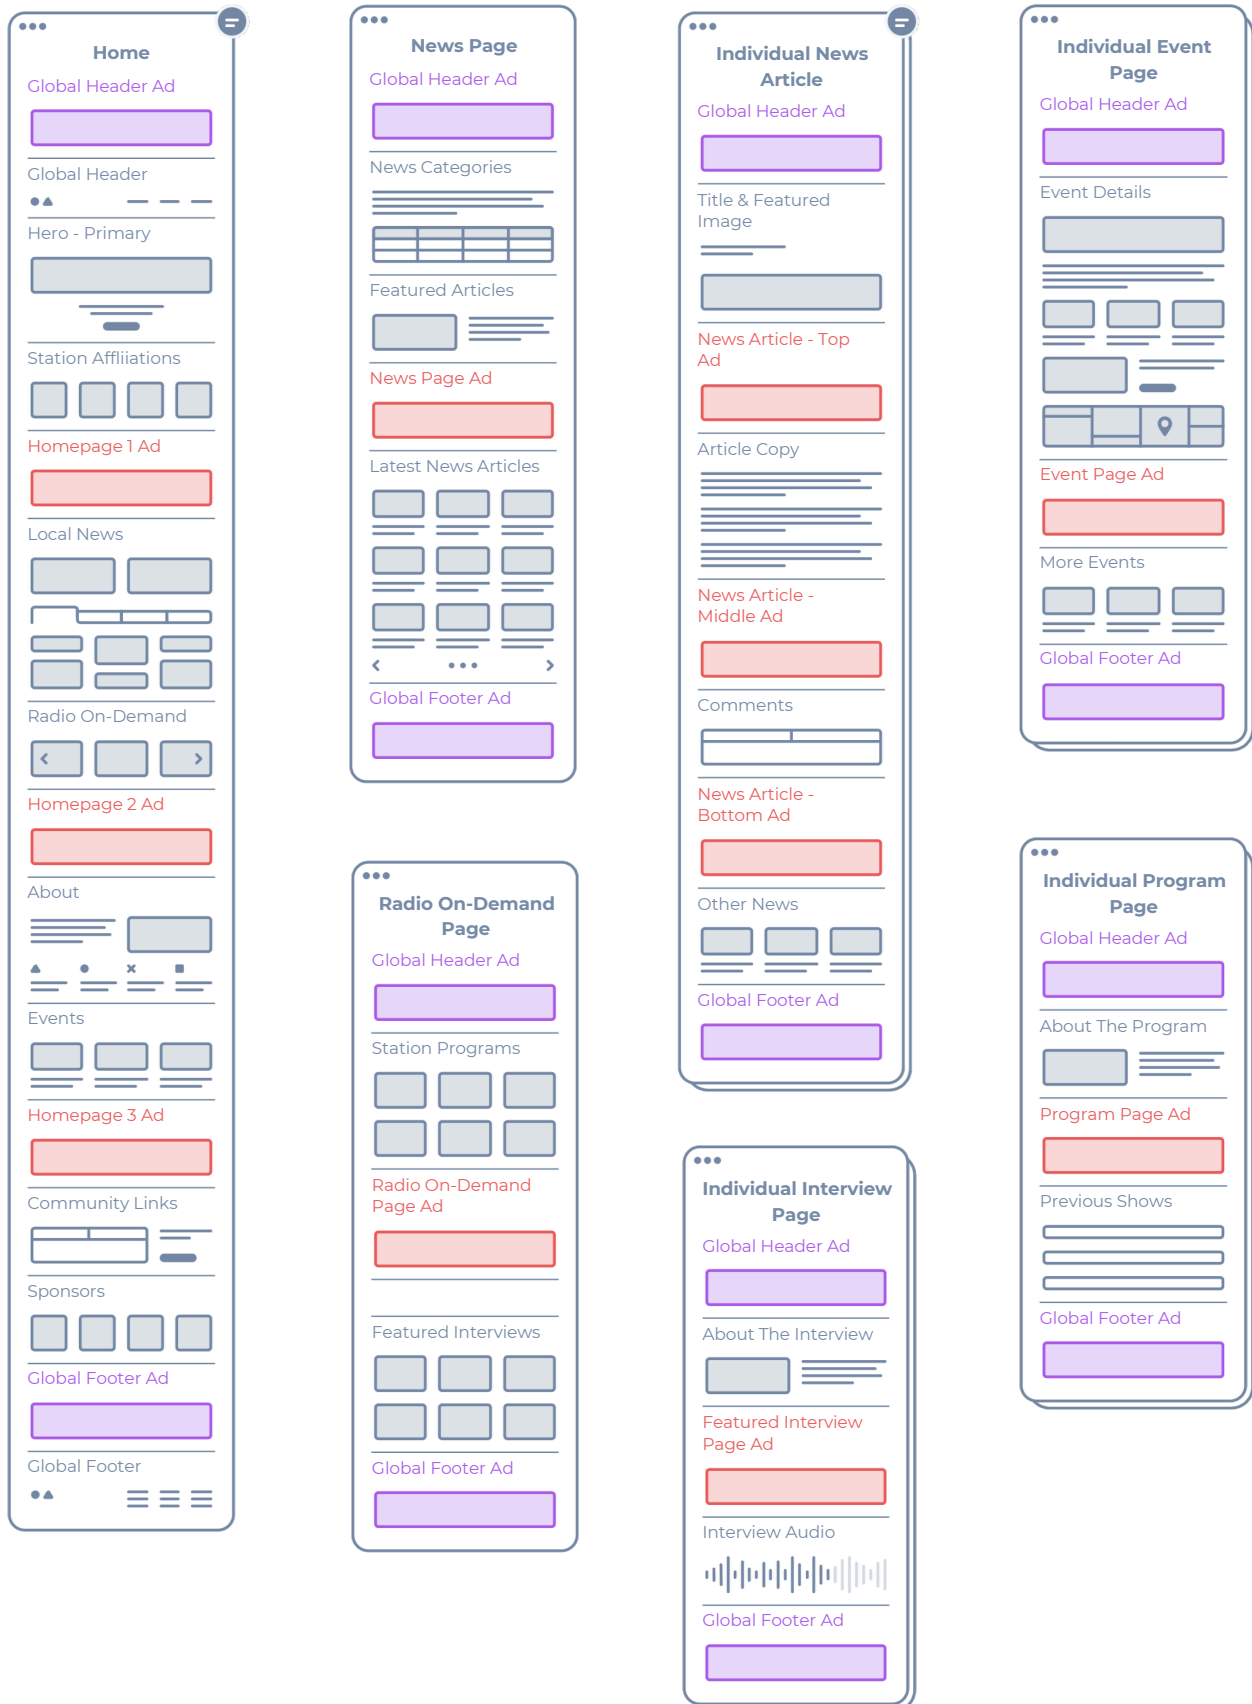 Home
Global Header Ad
Global Header
Hero - Primary
Station Affliiations
Homepage 1 Ad
Local News
Radio On-Demand
Homepage 2 Ad
About
Events
Homepage 3 Ad
Community Links
Sponsors
Global Footer Ad
Global Footer
News Page
Global Header Ad
News Categories
Featured Articles
News Page Ad
Latest News Articles
Global Footer Ad
Radio On-Demand
Page
Global Header Ad
Station Programs
Radio On-Demand
Page Ad
Featured Interviews
Global Footer Ad
Individual News
Article
Global Header Ad
Title & Featured
Image
News Article - Top
Ad
Article Copy
News Article -
Middle Ad
Comments
News Article -
Bottom Ad
Other News
Global Footer Ad
Individual Interview
Page
Global Header Ad
About The Interview
Featured Interview
Page Ad
Interview Audio
Global Footer Ad
Individual Event
Page
Global Header Ad
Event Details
Event Page Ad
More Events
Global Footer Ad
Individual Program
Page
Global Header Ad
About The Program
Program Page Ad
Previous Shows
Global Footer Ad